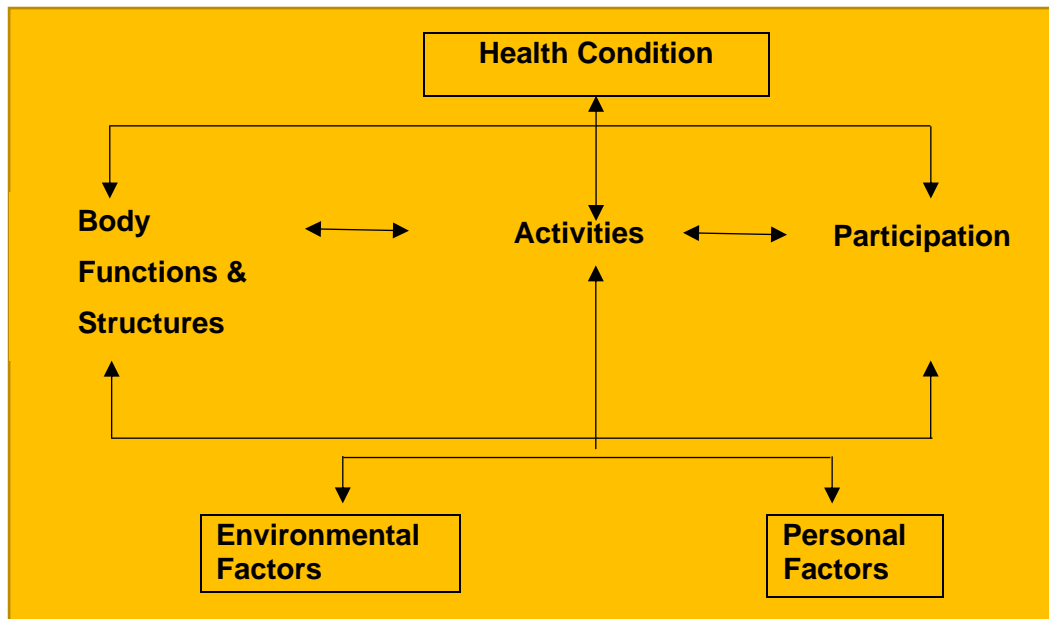 Health Condition
Body
Functions &
Structures
Activities
Participation
Environmental
Factors
Personal
Factors